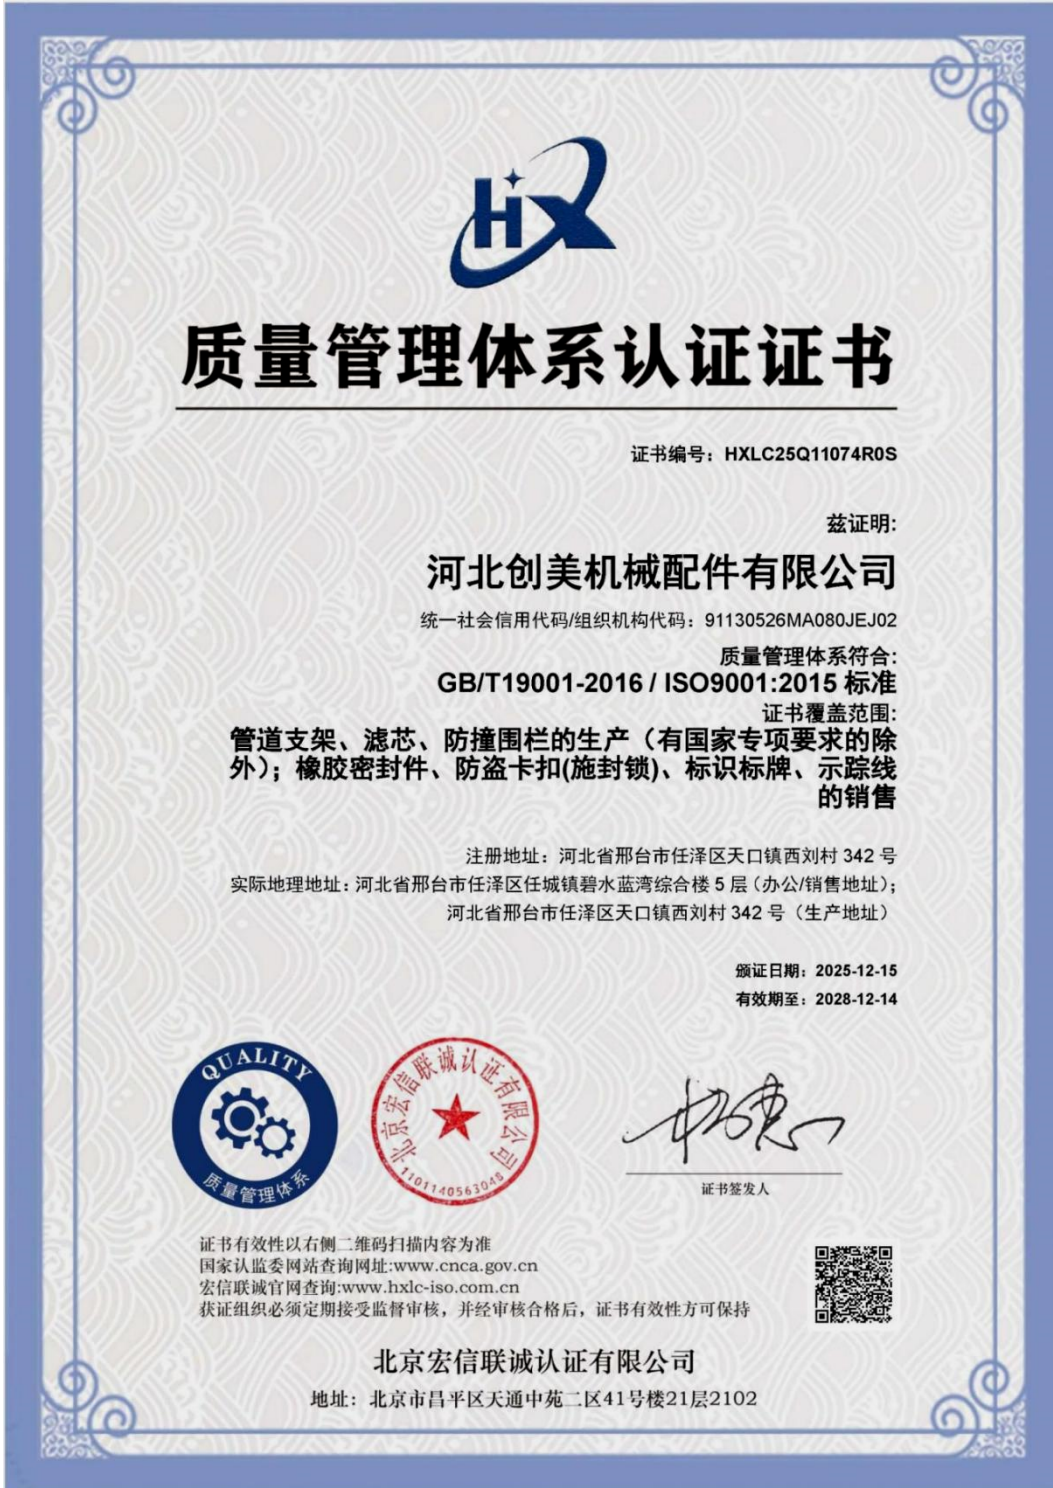 HX
质量管理体系认证证书
证书编号：HXLC25Q11074R0S
兹证明:
河北创美机械配件有限公司
统一社会信用代码/组织机构代码：91130526MA080JEJ02
质量管理体系符合:
GB/T19001-2016 / ISO9001:2015 标准
证书覆盖范围:
管道支架、滤芯、防撞围栏的生产（有国家专项要求的除
外）；橡胶密封件、防盗卡扣(施封锁)、标识标牌、示踪线
的销售
注册地址：河北省邢台市任泽区天口镇西刘村 342 号
实际地理地址：河北省邢台市任泽区任城镇碧水蓝湾综合楼 5 层（办公/销售地址）；
河北省邢台市任泽区天口镇西刘村 342 号（生产地址）
颁证日期：2025-12-15
有效期至：2028-12-14
QUALITY
质量管理体系
北京宏信联诚认证有限公司
1101140563048
证书签发人
证书有效性以右侧二维码扫描内容为准
国家认监委网站查询网址:www.cnca.gov.cn
宏信联诚官网查询:www.hxlc-iso.com.cn
获证组织必须定期接受监督审核，并经审核合格后，证书有效性方可保持
北京宏信联诚认证有限公司
地址：北京市昌平区天通中苑二区41号楼21层2102